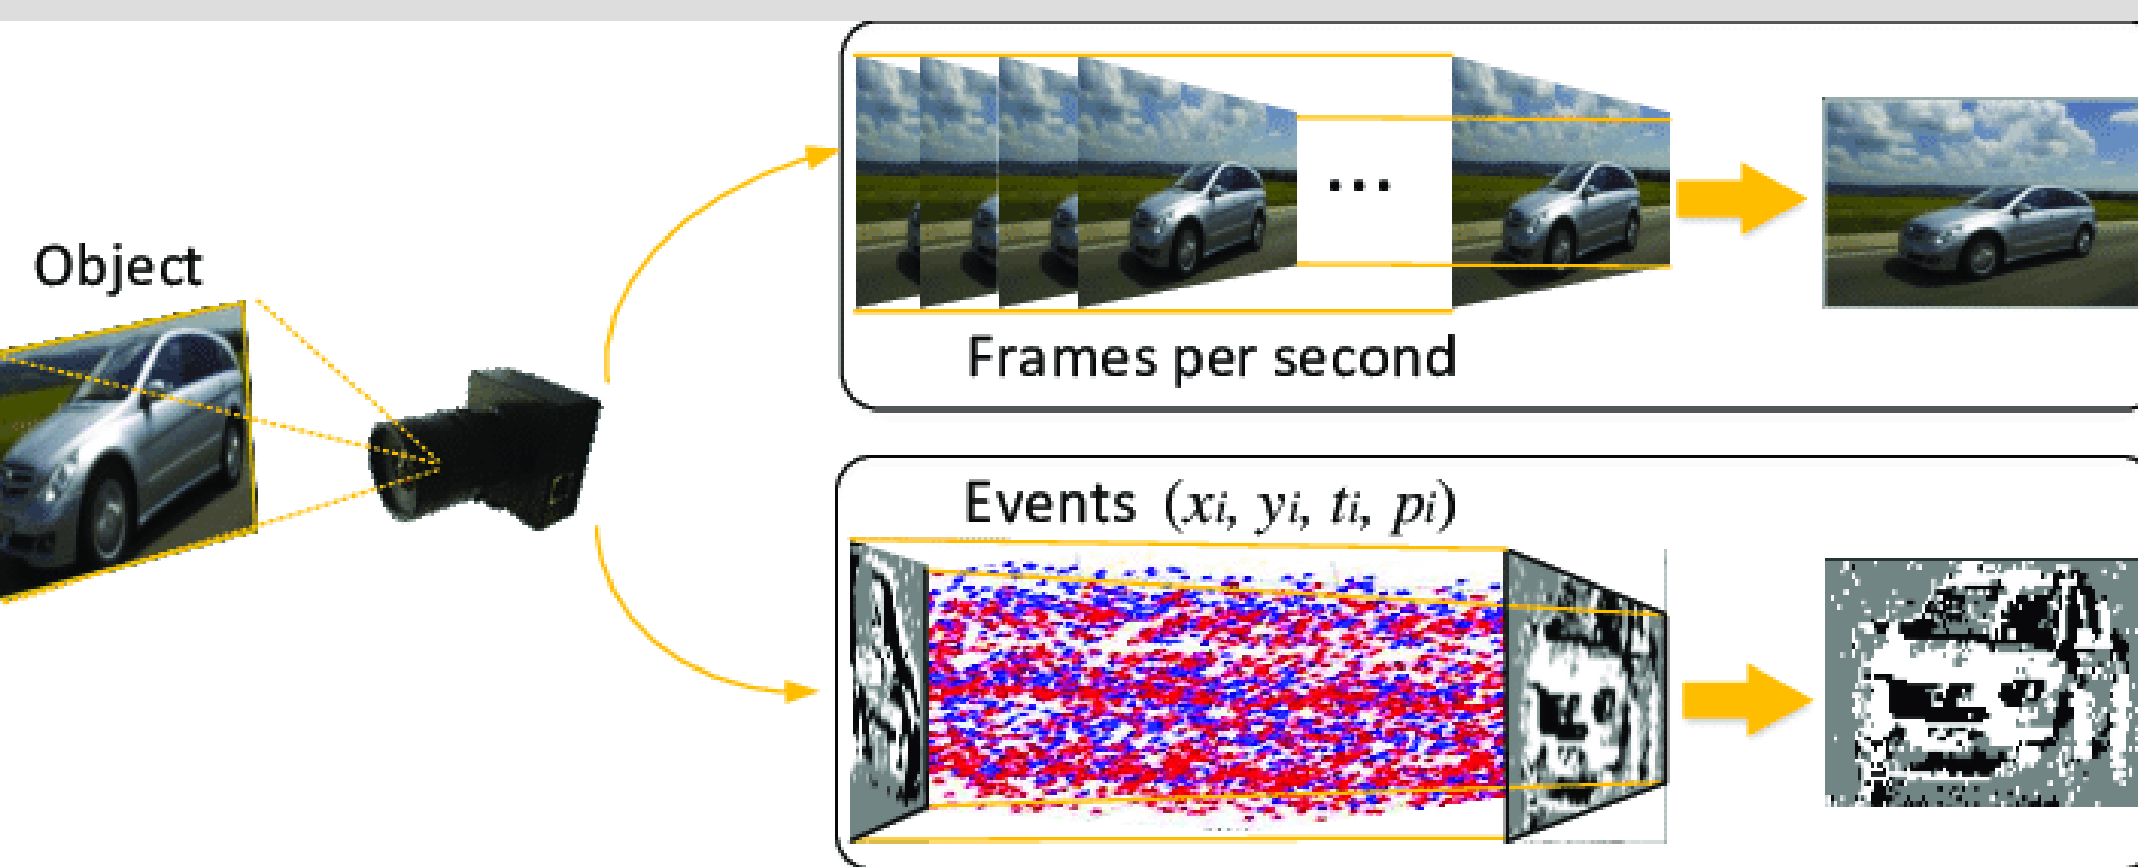 Object
Frames per second
Events (xi, yi, ti, pi)